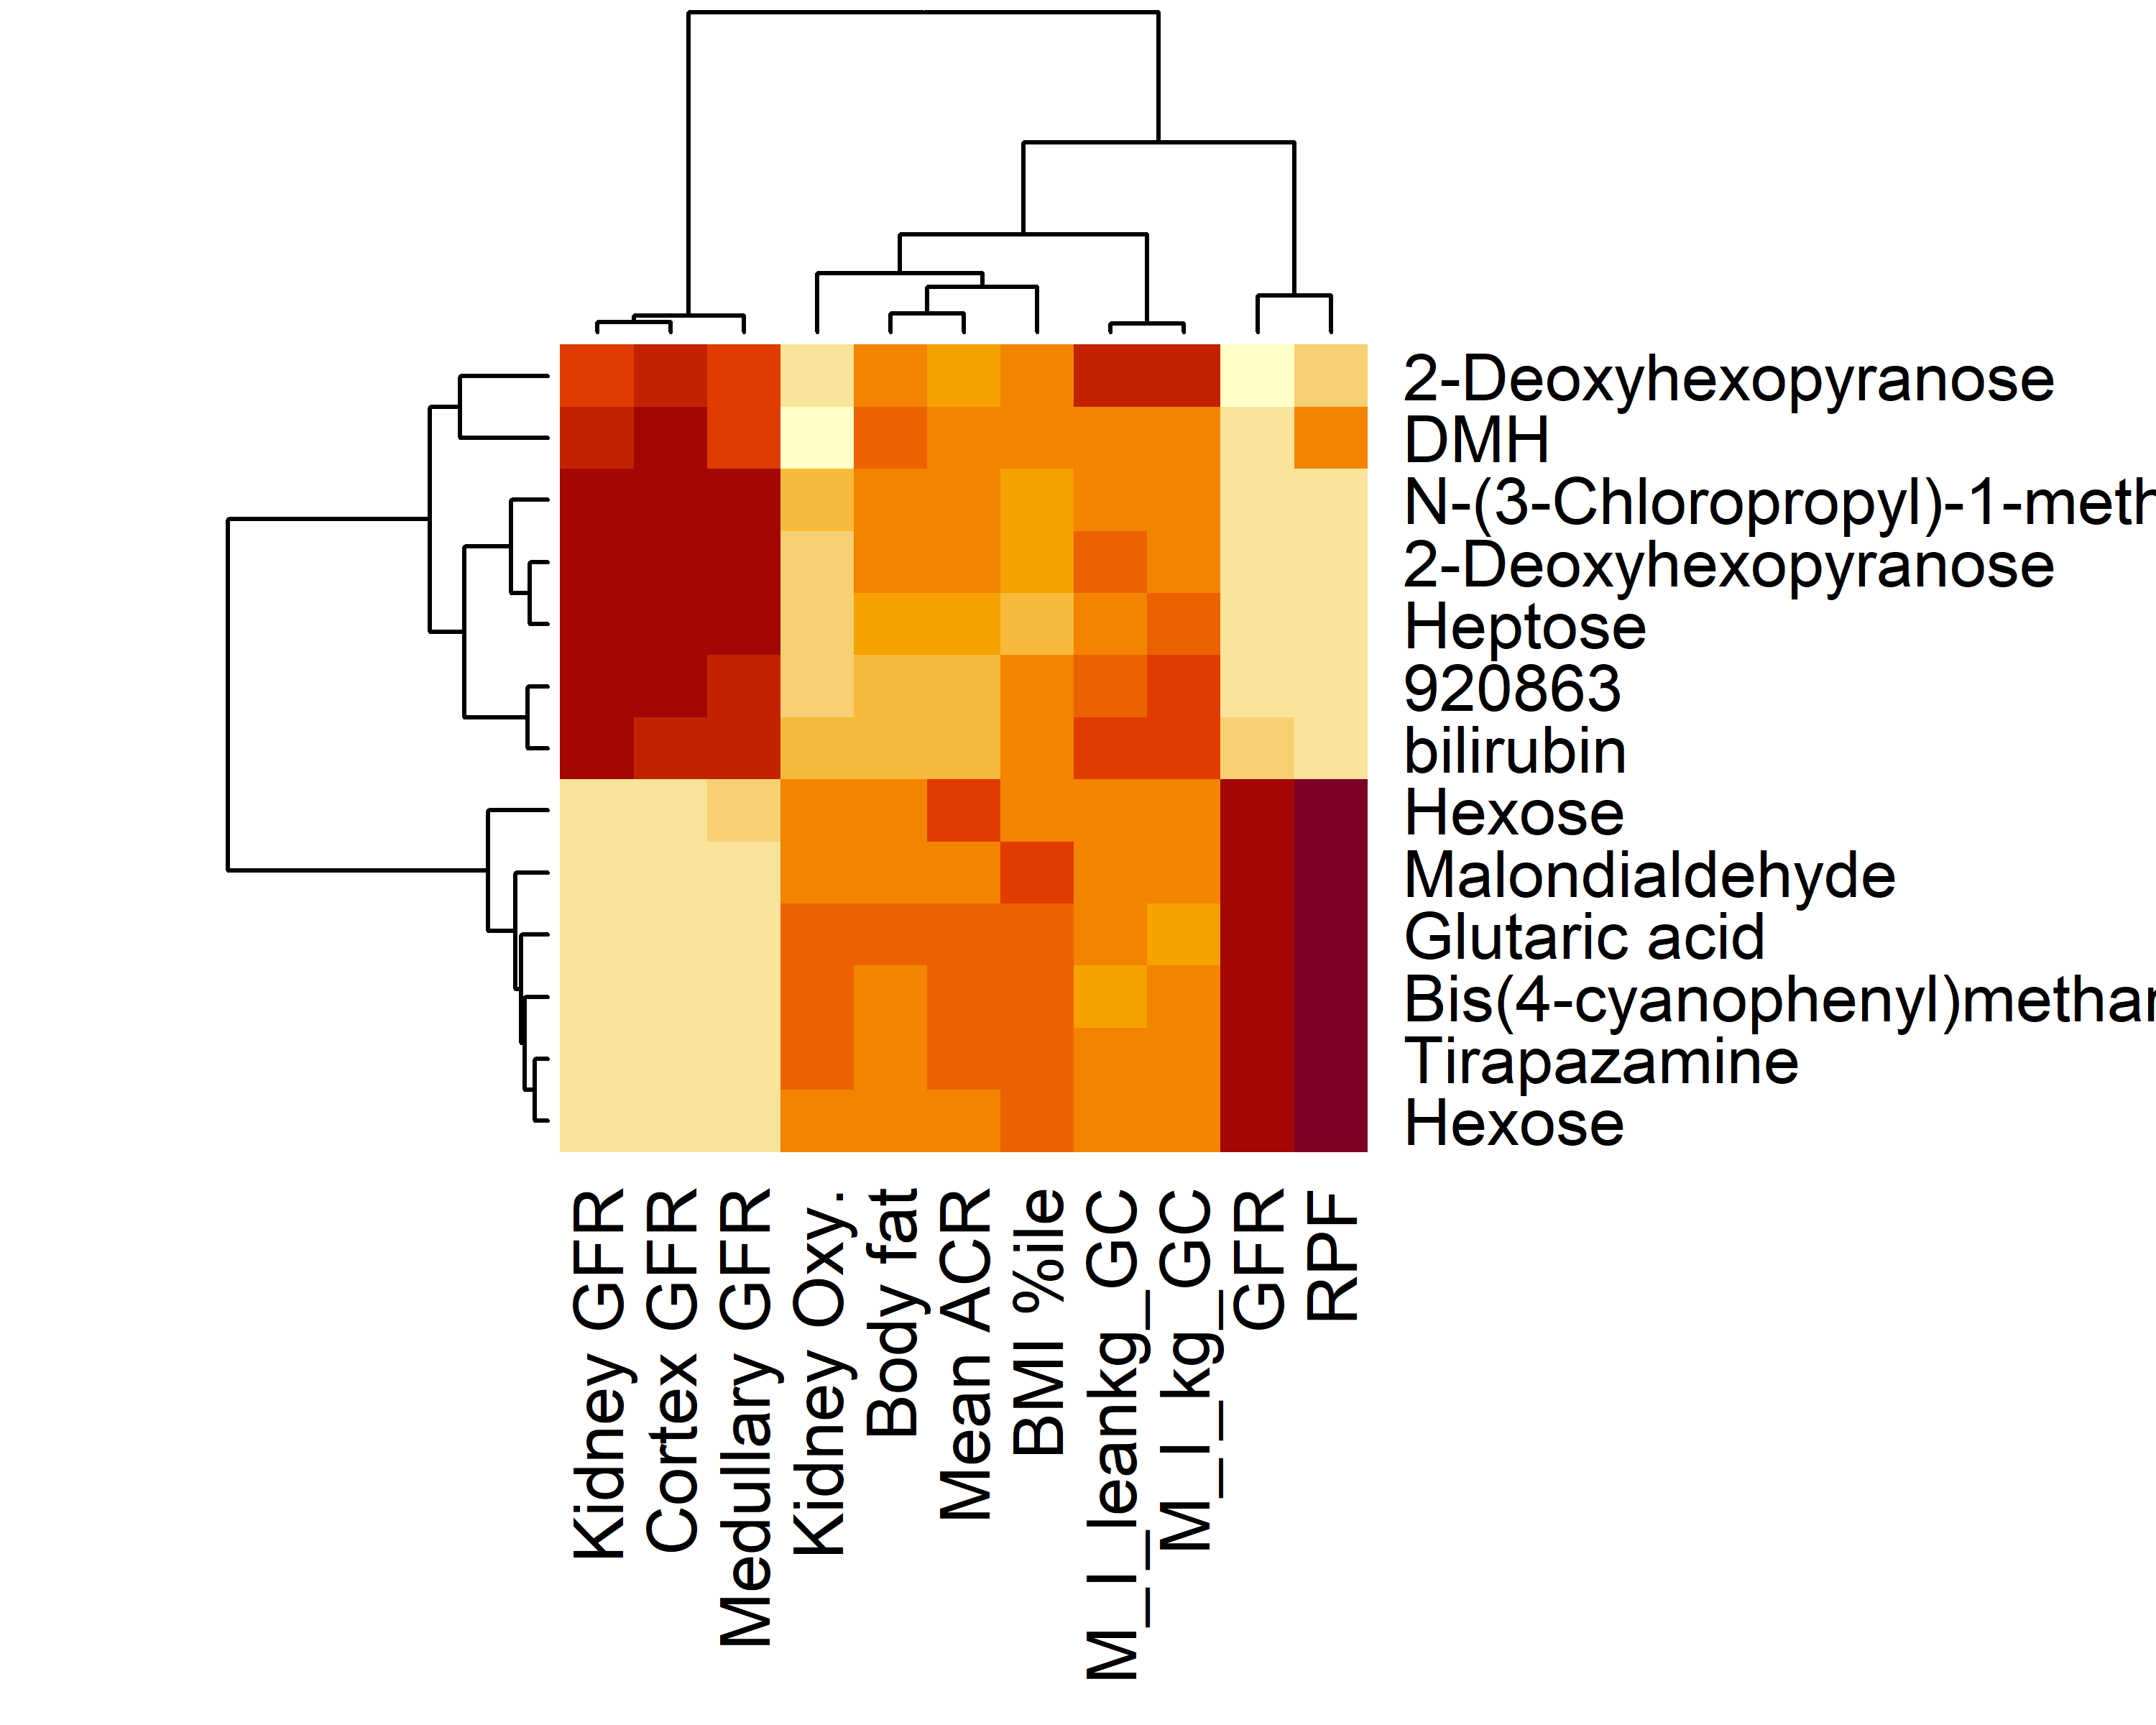 2-Deoxyhexopyranose
DMH
N-(3-Chloropropyl)-1-meth
2-Deoxyhexopyranose
Heptose
920863
bilirubin
Hexose
Malondialdehyde
Glutaric acid
Bis(4-cyanophenyl)methan
Tirapazamine
Hexose
Kidney GFR
Cortex GFR
Medullary GFR
Kidney Oxy.
Body fat
Mean ACR
BMI %ile
M_I_leankg_GC
M_I_kg_GC
GFR
RPF